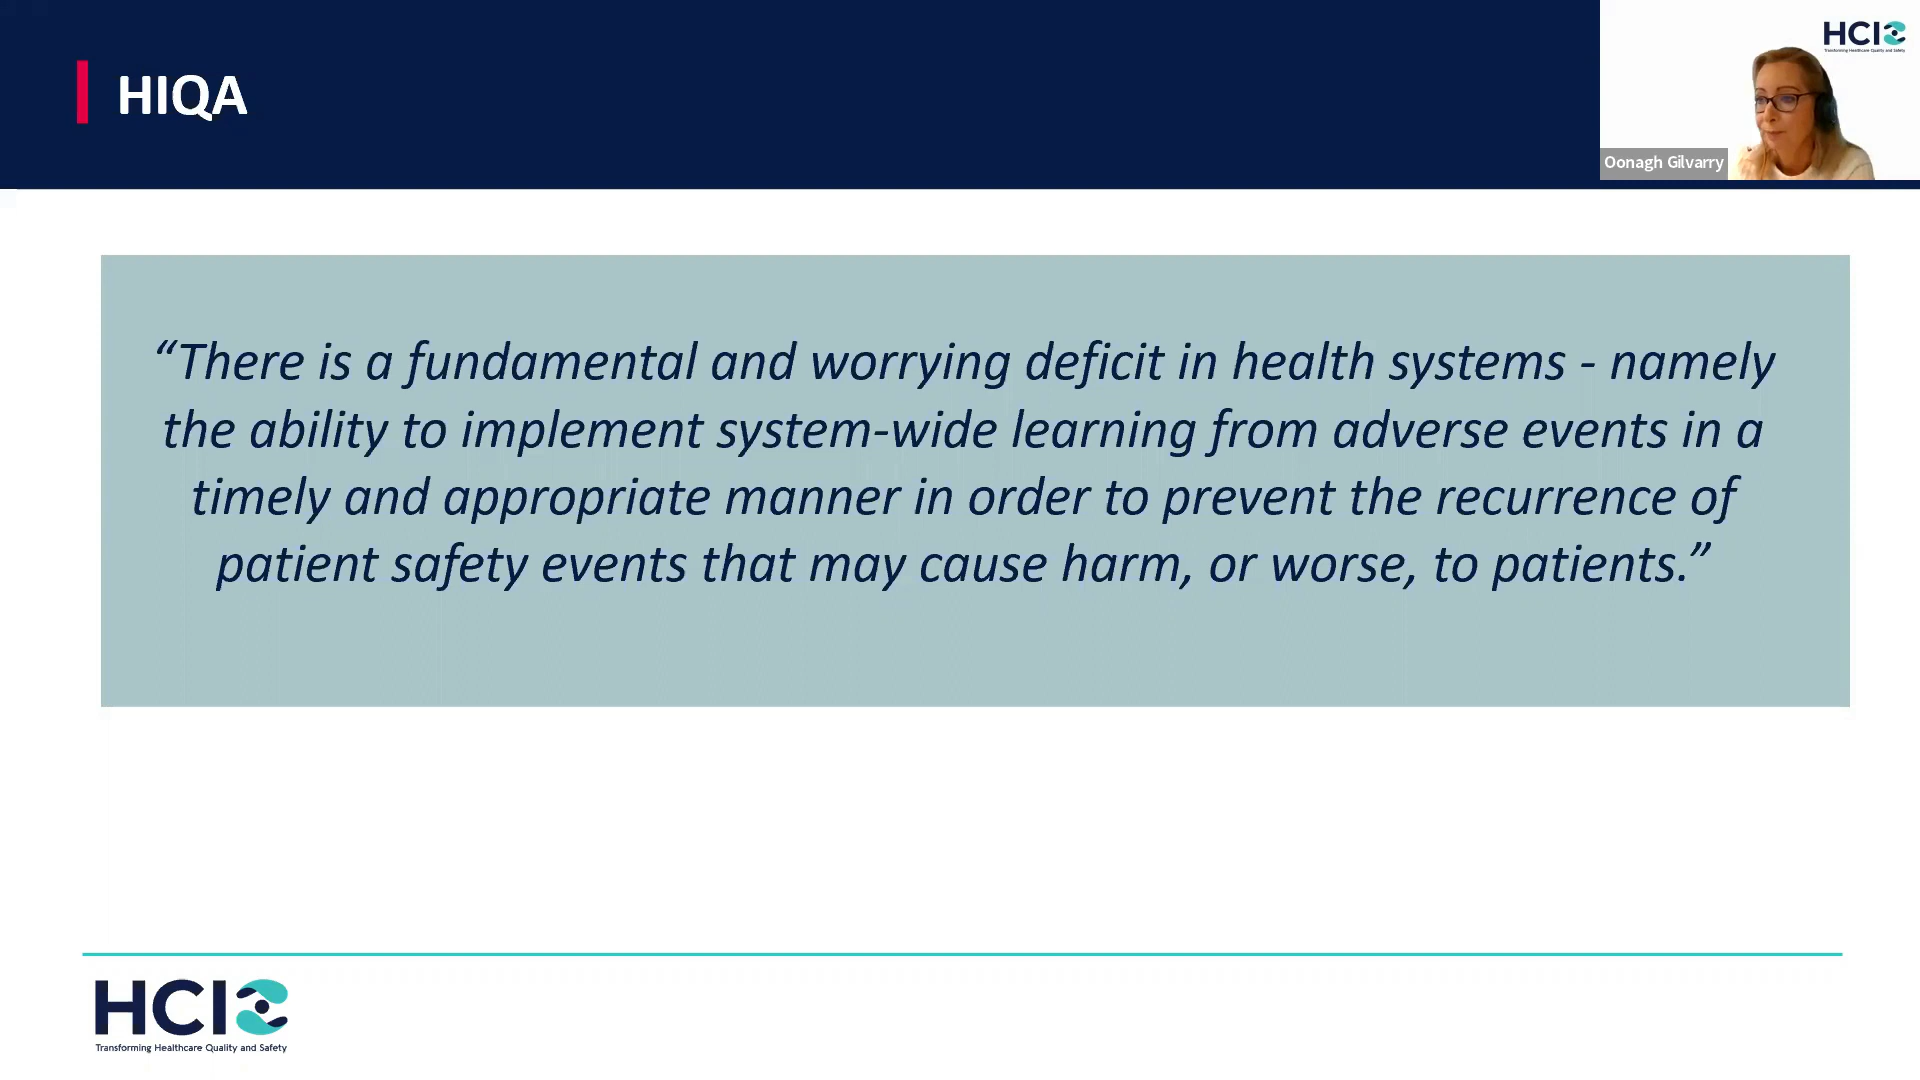 HIQA
HCI
Transforming Healthcare Quality and Safety
Oonagh Gilvarry
“There is a fundamental and worrying deficit in health systems - namely
the ability to implement system-wide learning from adverse events in a
timely and appropriate manner in order to prevent the recurrence of
patient safety events that may cause harm, or worse, to patients.”
HCI
Transforming Healthcare Quality and Safety